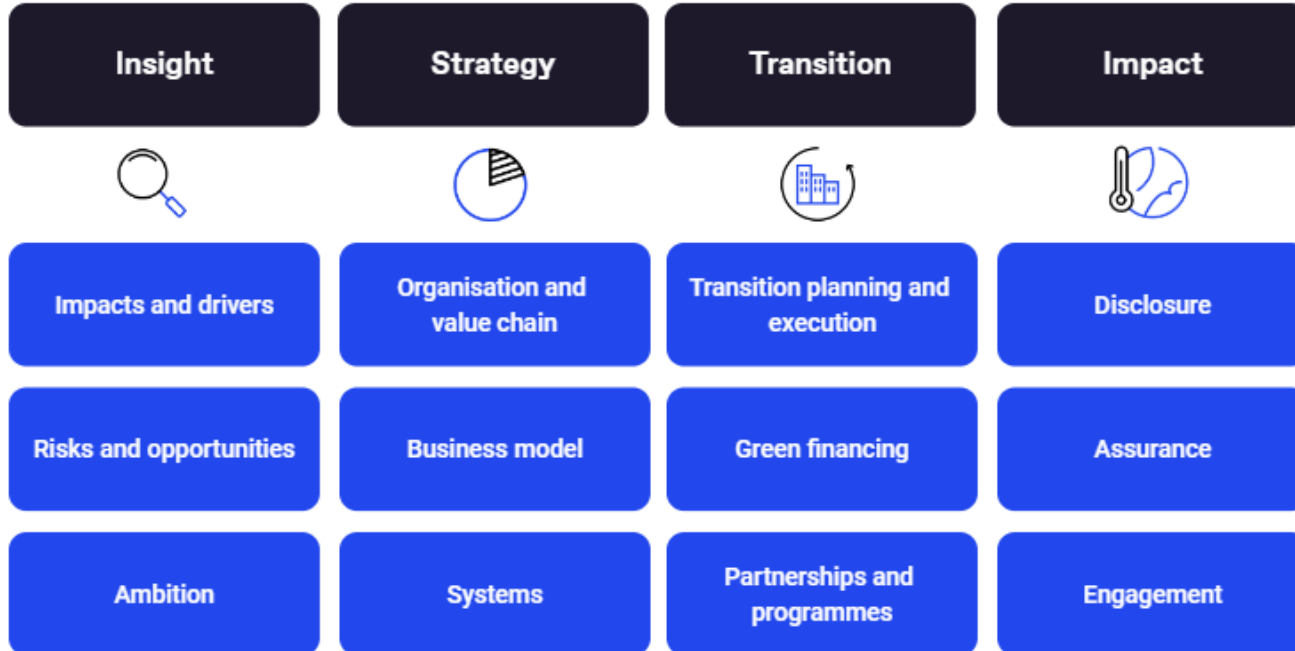 Insight
Strategy
Transition
Impact
Impacts and drivers
Organisation and
value chain
Transition planning and
execution
Disclosure
Risks and opportunities
Business model
Green financing
Assurance
Ambition
Systems
Partnerships and
programmes
Engagement